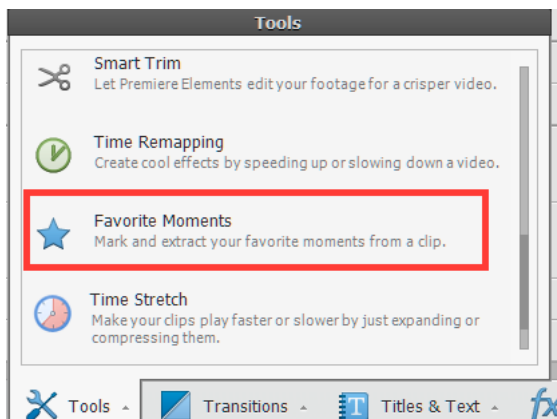 Tools
Smart Trim
Let Premiere Elements edit your footage for a crisper video.
Time Remapping
Create cool effects by speeding up or slowing down a video.
Favorite Moments
Mark and extract your favorite moments from a clip.
Time Stretch
Make your clips play faster or slower by just expanding or
compressing them.
Tools Transitions T Titles & Text fx